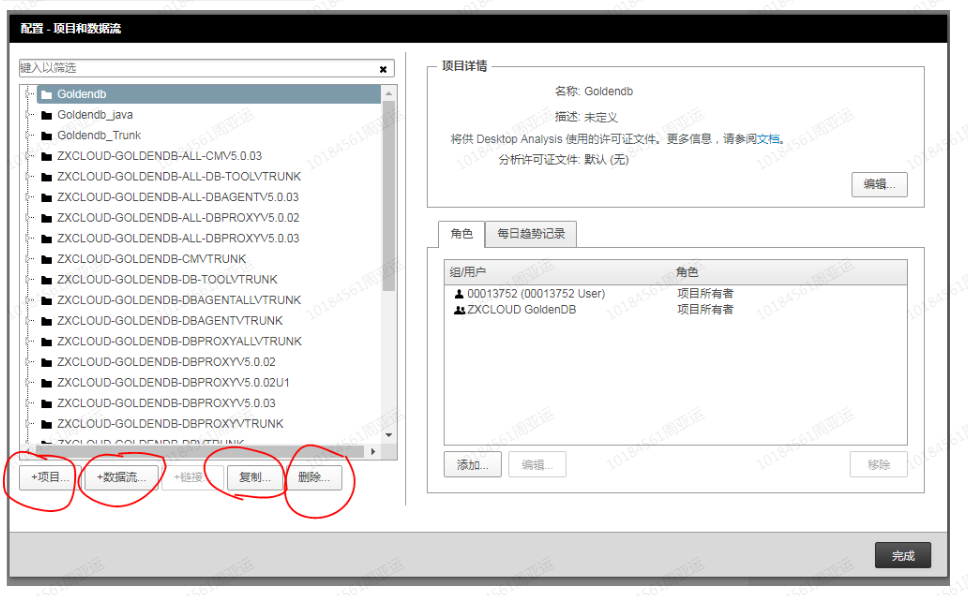 配置 - 项目和数据流
键入以筛选
项目详情
Goldendb
名称: Goldendb
Goldendb_java
描述: 未定义
Goldendb_Trunk
将供 Desktop Analysis 使用的许可证文件。更多信息，请参阅文档。
ZXCLOUD-GOLDENDB-ALL-CMV5.0.03
分析许可证文件: 默认 (无)
ZXCLOUD-GOLDENDB-ALL-DB-TOOLVTRUNK
编辑...
ZXCLOUD-GOLDENDB-ALL-DBAGENTV5.0.03
ZXCLOUD-GOLDENDB-ALL-DBPROXYV5.0.02
ZXCLOUD-GOLDENDB-ALL-DBPROXYV5.0.03
角色 每日趋势记录
ZXCLOUD-GOLDENDB-CMVTRUNK
组/用户 角色
ZXCLOUD-GOLDENDB-DB-TOOLVTRUNK
00013752 (00013752 User) 项目所有者
ZXCLOUD-GOLDENDB-DBAGENTALLVTRUNK
ZXCLOUD GoldenDB 项目所有者
ZXCLOUD-GOLDENDB-DBAGENTVTRUNK
ZXCLOUD-GOLDENDB-DBPROXYALLVTRUNK
ZXCLOUD-GOLDENDB-DBPROXYV5.0.02
ZXCLOUD-GOLDENDB-DBPROXYV5.0.02U1
ZXCLOUD-GOLDENDB-DBPROXYV5.0.03
ZXCLOUD-GOLDENDB-DBPROXYVTRUNK
ZXCLOUD-GOLDENDB-DBVTRUNK
添加... 编辑... 移除
+项目... +数据流... +链接 复制... 删除...
完成
10184561周亚运